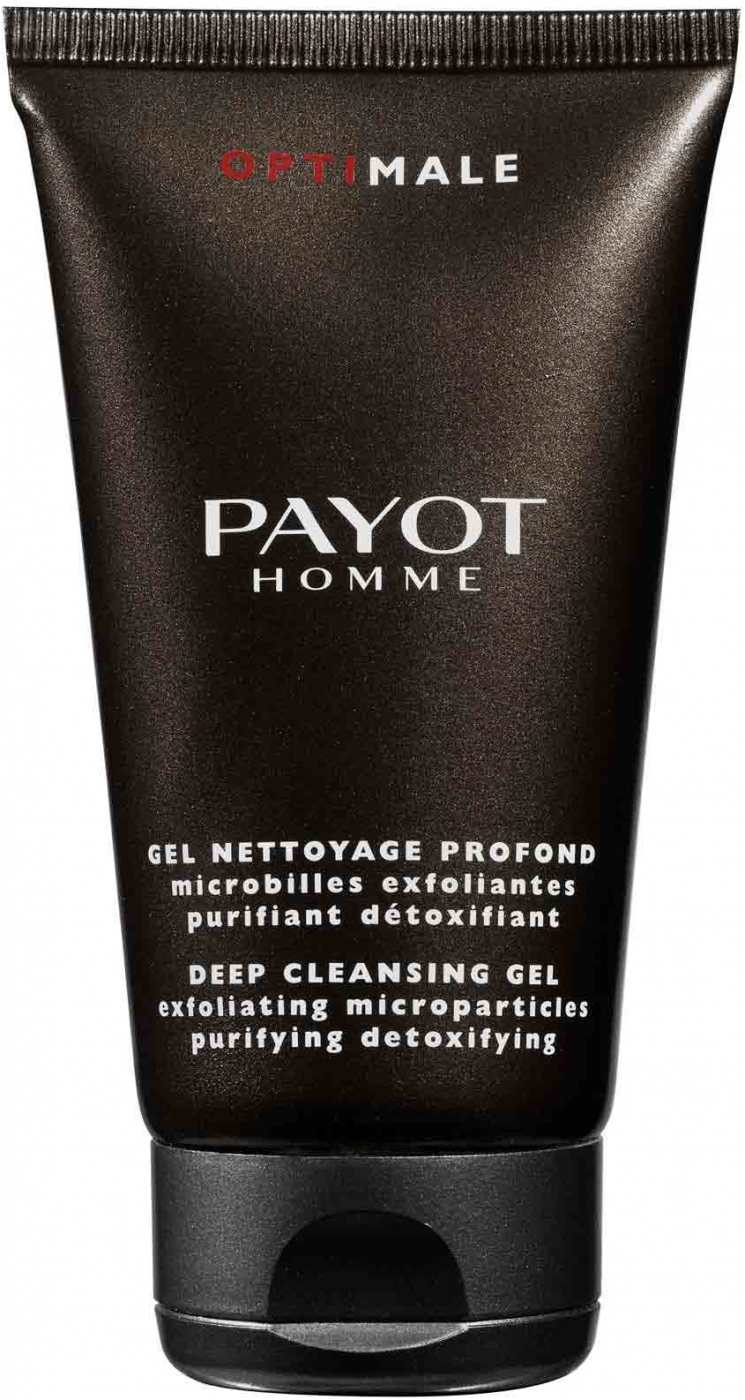 OPTIMALE
PAYOT
HOMME
GEL NETTOYAGE PROFOND
microbilles exfoliantes
purifiant détoxifiant
DEEP CLEANSING GEL
exfoliating microparticles
purifying detoxifying